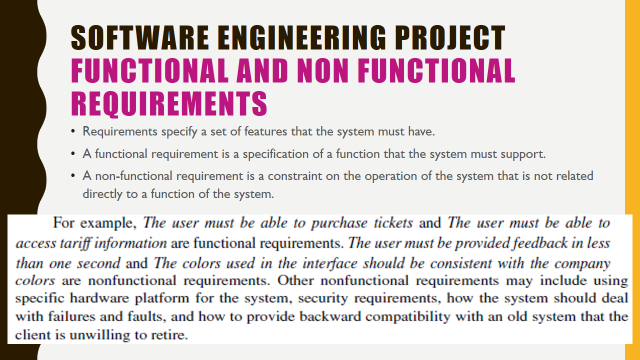 SOFTWARE ENGINEERING PROJECT
FUNCTIONAL AND NON FUNCTIONAL
REQUIREMENTS
• Requirements specify a set of features that the system must have.
• A functional requirement is a specification of a function that the system must support.
• A non-functional requirement is a constraint on the operation of the system that is not related
directly to a function of the system.
For example, The user must be able to purchase tickets and The user must be able to
access tariff information are functional requirements. The user must be provided feedback in less
than one second and The colors used in the interface should be consistent with the company
colors are nonfunctional requirements. Other nonfunctional requirements may include using
specific hardware platform for the system, security requirements, how the system should deal
with failures and faults, and how to provide backward compatibility with an old system that the
client is unwilling to retire.